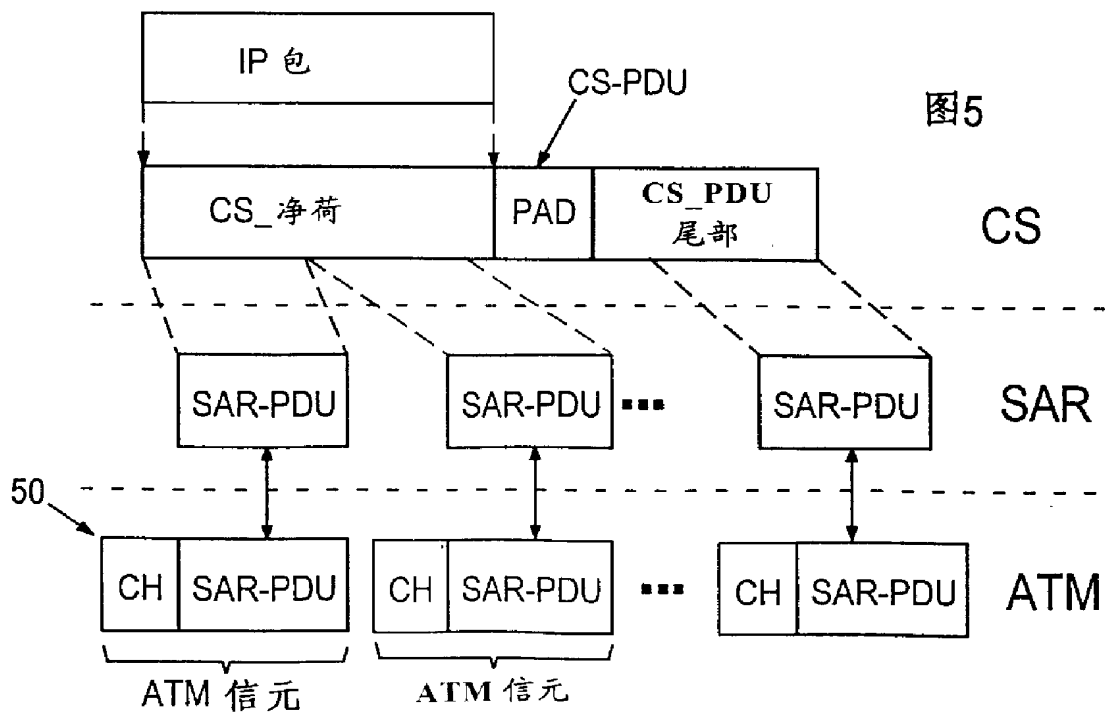 IP 包
CS-PDU
图5
CS_净荷
PAD
CS_PDU
尾部
CS
SAR-PDU
SAR-PDU
SAR-PDU
SAR
50
CH
SAR-PDU
CH
SAR-PDU
CH
SAR-PDU
ATM
ATM 信元
ATM 信元